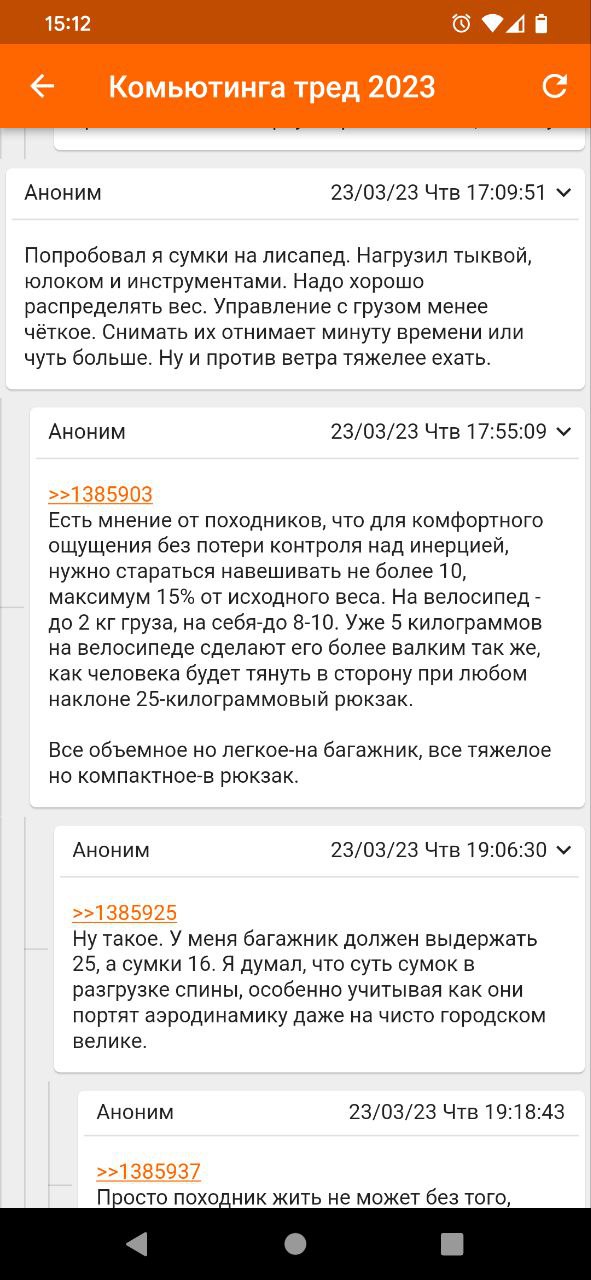 15:12
Комьютинга тред 2023
Аноним 23/03/23 Чтв 17:09:51
Попробовал я сумки на лисапед. Нагрузил тыквой,
юлоком и инструментами. Надо хорошо
распределять вес. Управление с грузом менее
чёткое. Снимать их отнимает минуту времени или
чуть больше. Ну и против ветра тяжелее ехать.
Аноним 23/03/23 Чтв 17:55:09
>>1385903
Есть мнение от походников, что для комфортного
ощущения без потери контроля над инерцией,
нужно стараться навешивать не более 10,
максимум 15% от исходного веса. На велосипед -
до 2 кг груза, на себя-до 8-10. Уже 5 килограммов
на велосипеде сделают его более валким так же,
как человека будет тянуть в сторону при любом
наклоне 25-килограммовый рюкзак.
Все объемное но легкое-на багажник, все тяжелое
но компактное-в рюкзак.
Аноним 23/03/23 Чтв 19:06:30
>>1385925
Ну такое. У меня багажник должен выдержать
25, а сумки 16. Я думал, что суть сумок в
разгрузке спины, особенно учитывая как они
портят аэродинамику даже на чисто городском
велике.
Аноним 23/03/23 Чтв 19:18:43
>>1385937
Просто походник жить не может без того,